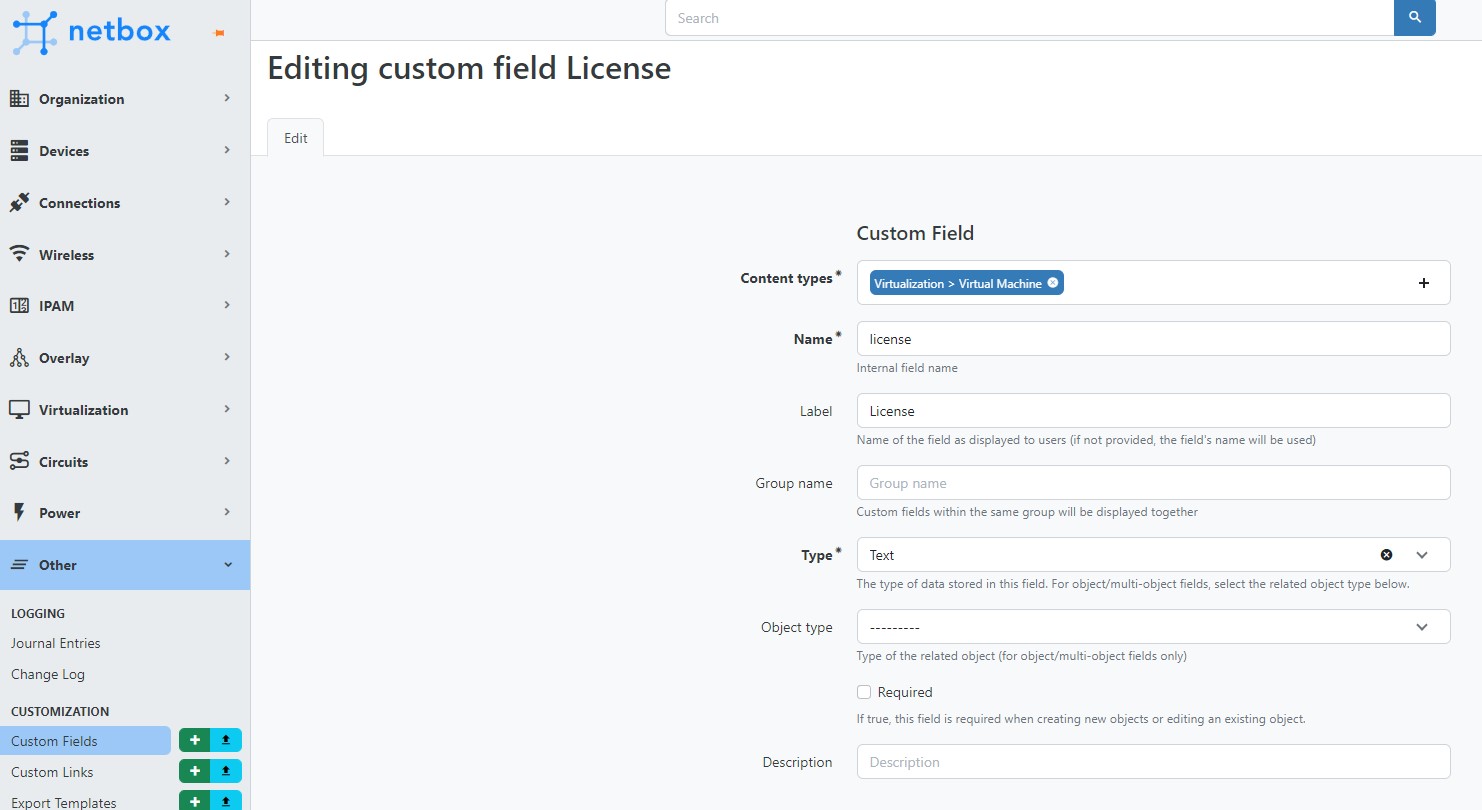 netbox
Search
Editing custom field License
Edit
Organization
Devices
Connections
Wireless
IPAM
Overlay
Virtualization
Circuits
Power
Other
LOGGING
Journal Entries
Change Log
CUSTOMIZATION
Custom Fields
Custom Links
Export Templates
Custom Field
Content types*
Virtualization > Virtual Machine
Name*
license
Internal field name
Label
License
Name of the field as displayed to users (if not provided, the field's name will be used)
Group name
Group name
Custom fields within the same group will be displayed together
Type*
Text
The type of data stored in this field. For object/multi-object fields, select the related object type below.
Object type
---------
Type of the related object (for object/multi-object fields only)
Required
If true, this field is required when creating new objects or editing an existing object.
Description
Description